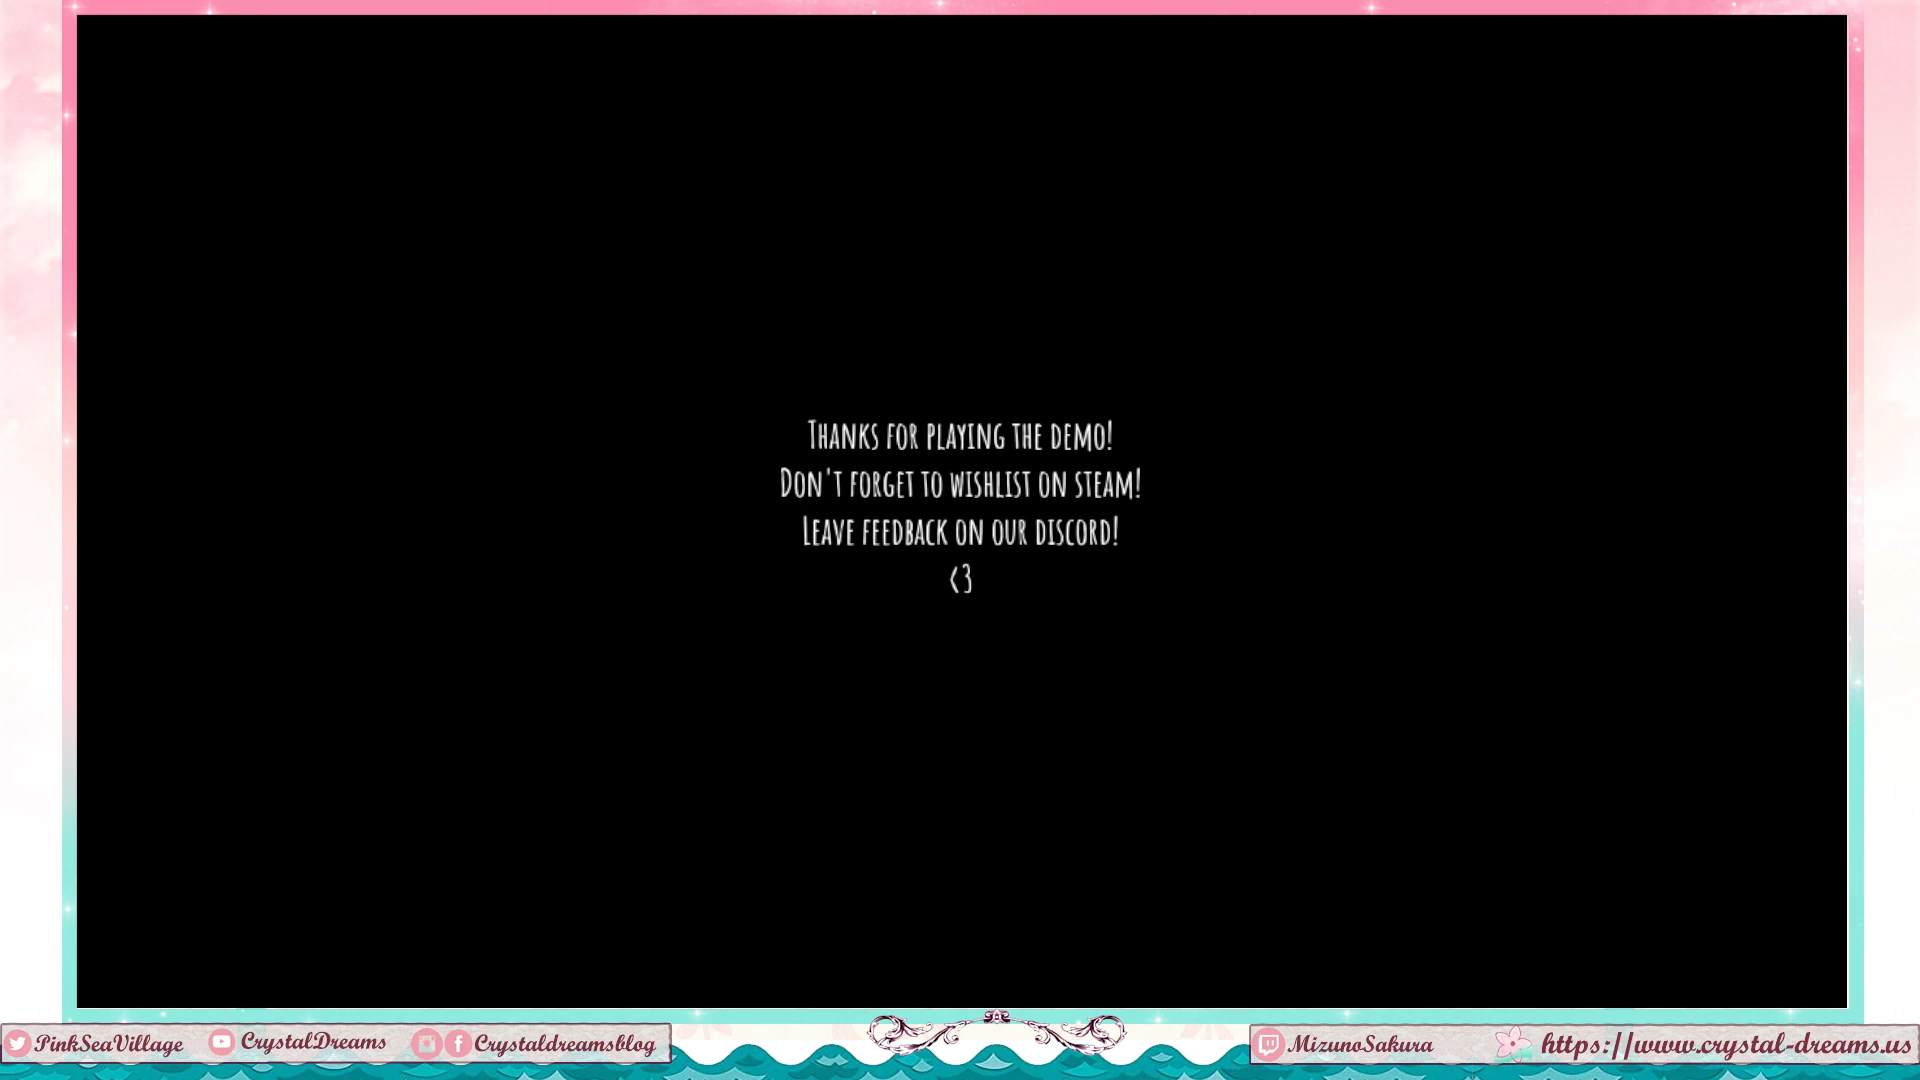 Thanks for playing the demo!
Don't forget to wishlist on steam!
Leave feedback on our discord!
<3
PinkSeaVillage CrystalDreams Crystaldreamsblog MizunoSakura https://www.crystal-dreams.us